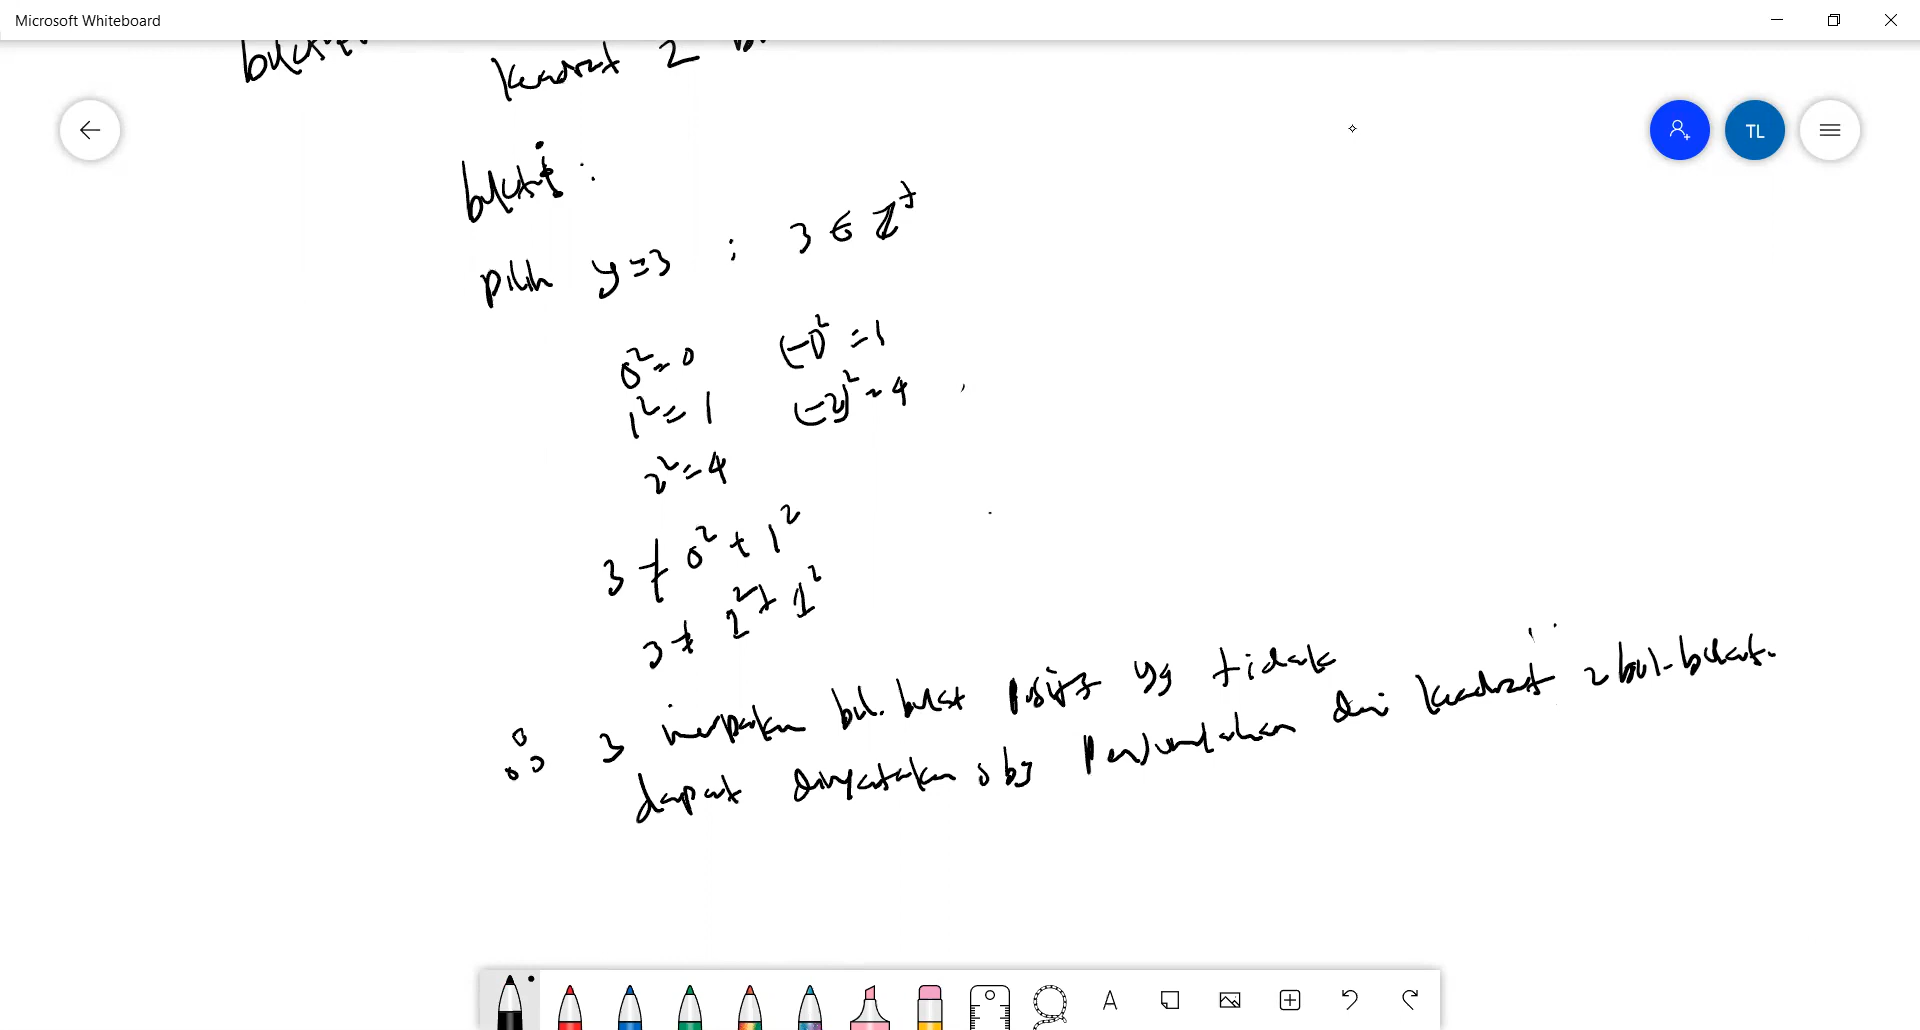 Microsoft Whiteboard
kuadrat 2
TL
bukti :
pilih y = 3 ; 3 ∈ ℤ⁺
0² = 0 (-1)² = 1
1² = 1 (-2)² = 4
2² = 4
3 ≠ 0² + 1²
3 ≠ 2² + 1²
∴ 3 merupakan bil. bulat positif yg tidak
dapat dinyatakan sbg penjumlahan dari kuadrat 2 bil. bulat.
A